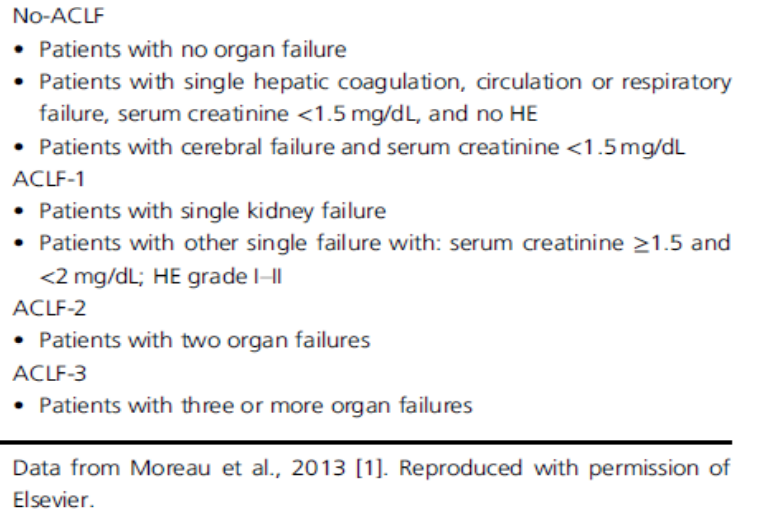 No-ACLF
• Patients with no organ failure
• Patients with single hepatic coagulation, circulation or respiratory
failure, serum creatinine <1.5 mg/dL, and no HE
• Patients with cerebral failure and serum creatinine <1.5 mg/dL
ACLF-1
• Patients with single kidney failure
• Patients with other single failure with: serum creatinine ≥1.5 and
<2 mg/dL; HE grade I–II
ACLF-2
• Patients with two organ failures
ACLF-3
• Patients with three or more organ failures
Data from Moreau et al., 2013 [1]. Reproduced with permission of
Elsevier.